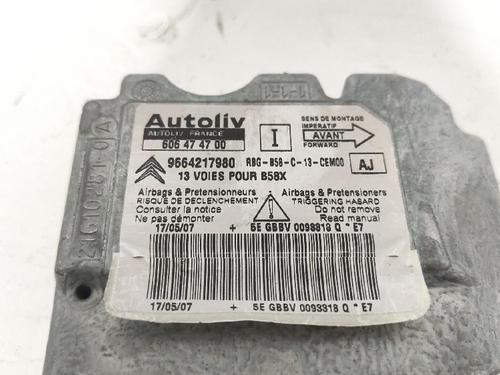 Autoliv
AUTOLIV FRANCE
606 47 47 00
I
SENS DE MONTAGE
IMPERATIF
AVANT
FORWARD
9664217980
RBG-B58-C-13-CEM00
AJ
13 VOIES POUR B58X
Airbags & Pretensionneurs
RISQUE DE DECLENCHEMENT
Consulter la notice
Ne pas démonter
Airbags & Pretensioners
TRIGGERING HASARD
Do not remove
Read manual
17/05/07 + 5E GBBV 0093318 Q * E7
17/05/07 + 5E GBBV 0093318 Q * E7